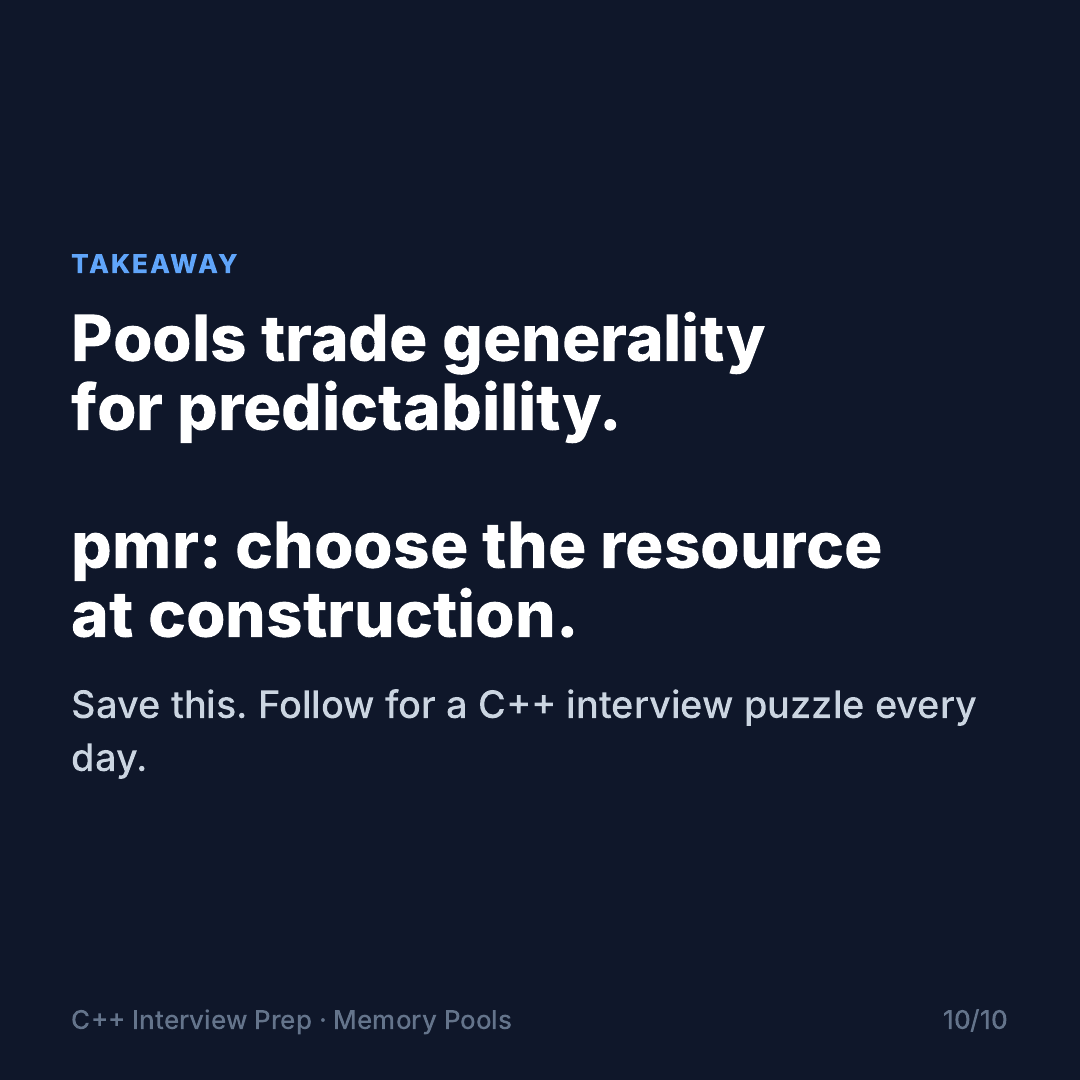 TAKEAWAY
Pools trade generality
for predictability.
pmr: choose the resource
at construction.
Save this. Follow for a C++ interview puzzle every
day.
C++ Interview Prep · Memory Pools
10/10